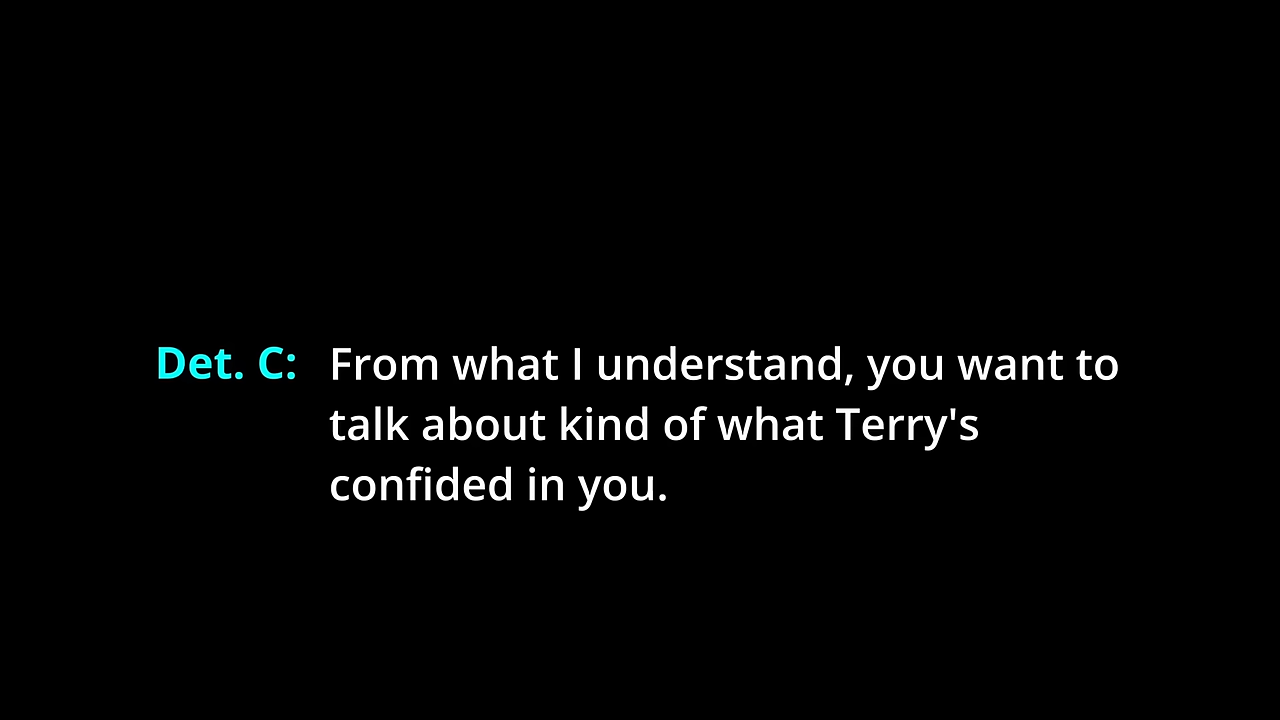 Det. C: From what I understand, you want to
talk about kind of what Terry's
confided in you.